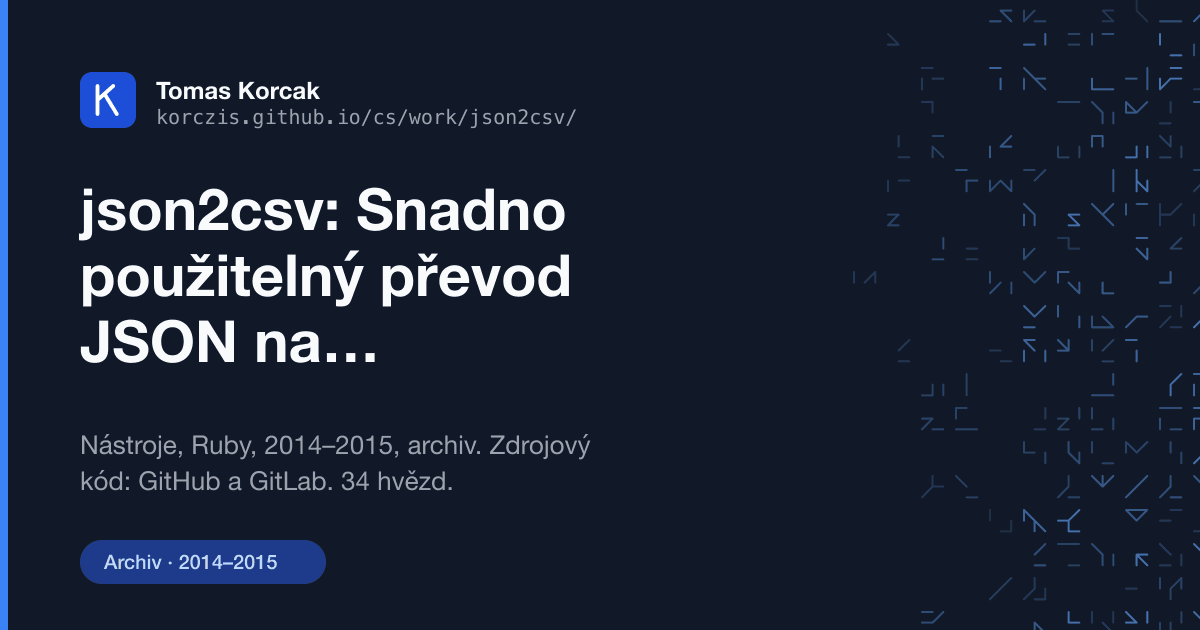 K
Tomas Korcak
korczis.github.io/cs/work/json2csv/
json2csv: Snadno
použitelný převod
JSON na…
Nástroje, Ruby, 2014–2015, archiv. Zdrojový
kód: GitHub a GitLab. 34 hvězd.
Archiv · 2014–2015